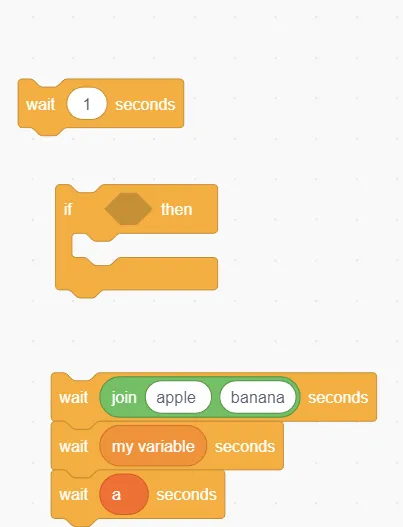 wait 1 seconds
if then
wait join apple banana seconds
wait my variable seconds
wait a seconds